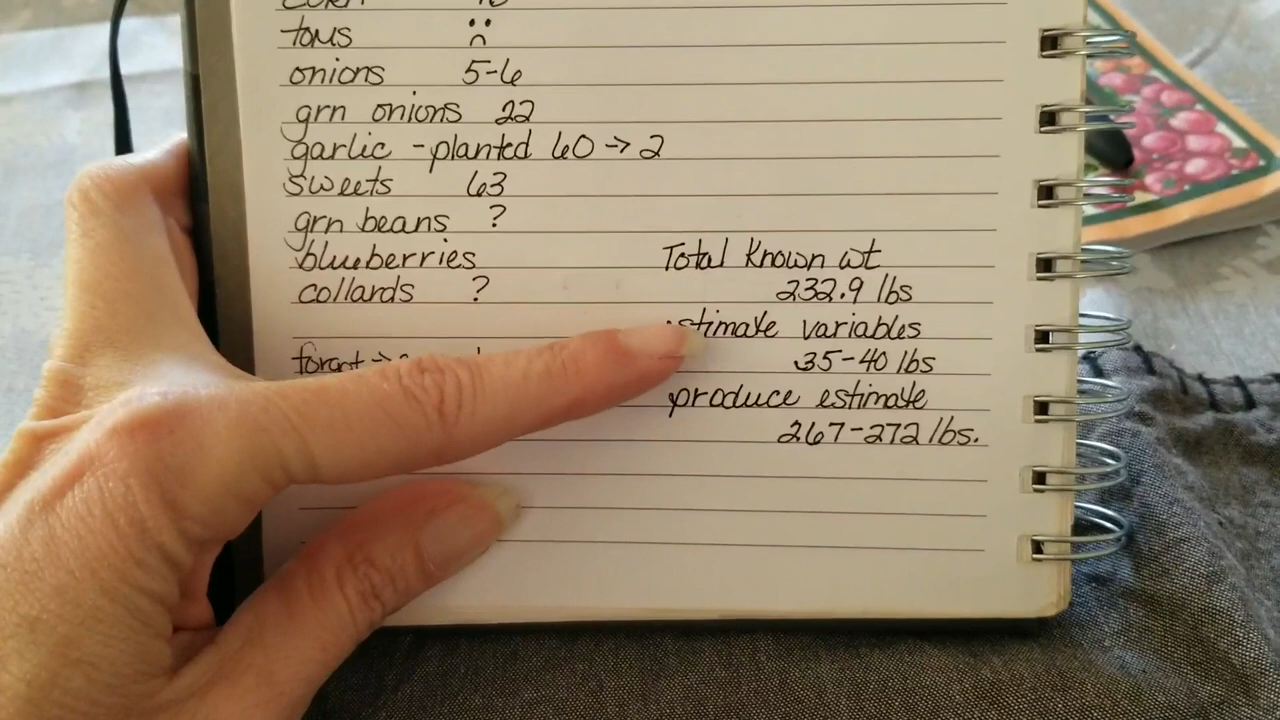 toms
onions 5-6
grn onions 22
garlic - planted 60 → 2
sweets 63
grn beans ?
blueberries
collards ?
Total Known wt
232.9 lbs
estimate variables
35-40 lbs
produce estimate
267-272 lbs.